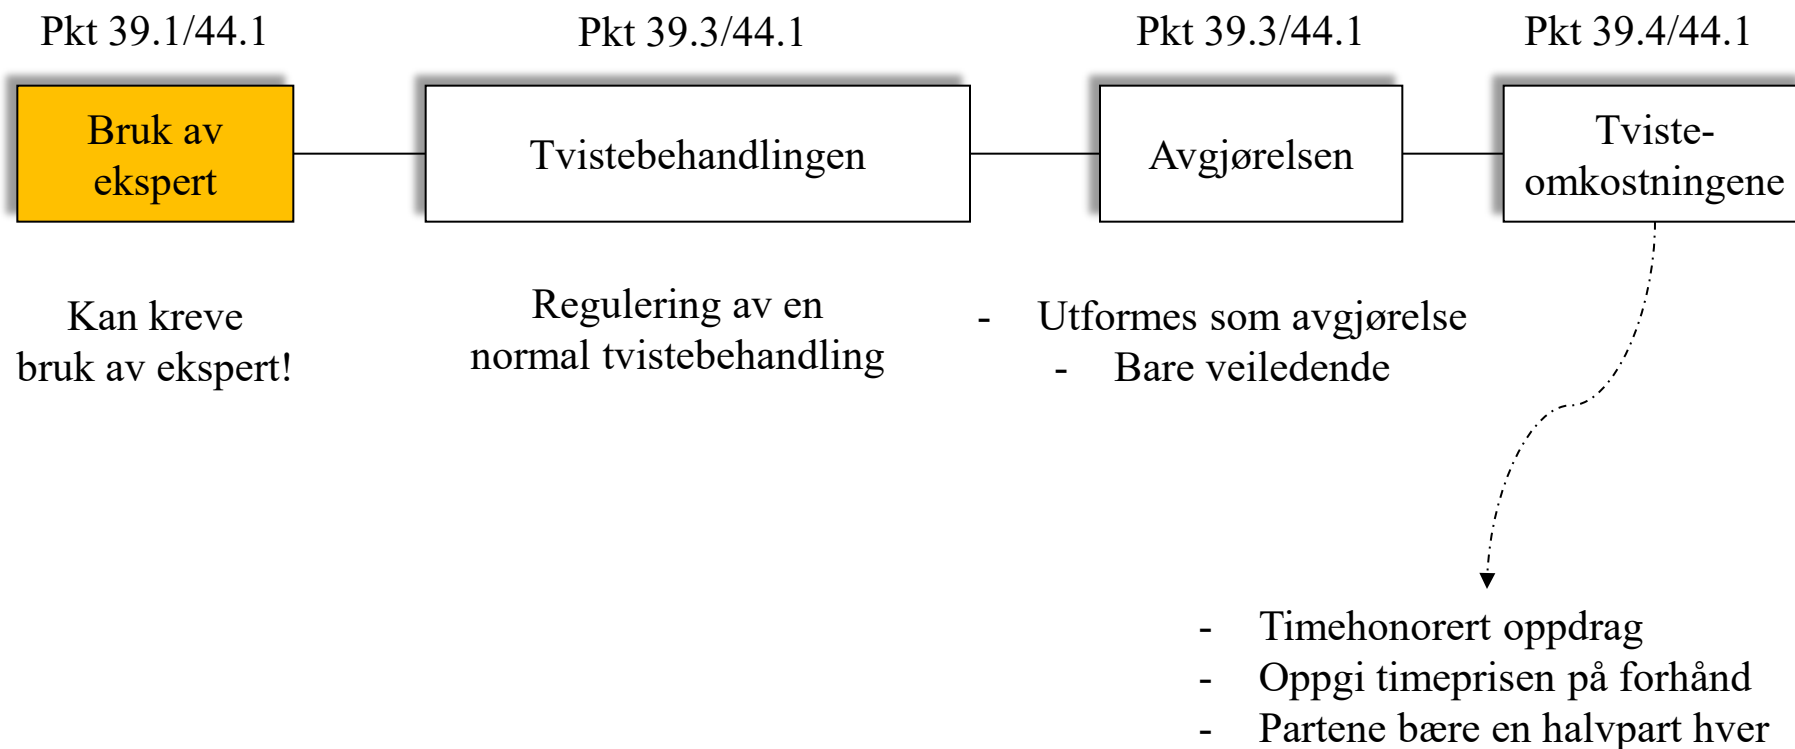 Pkt 39.1/44.1
Pkt 39.3/44.1
Pkt 39.3/44.1
Pkt 39.4/44.1
Bruk av
ekspert
Tvistebehandlingen
Avgjørelsen
Tviste-
omkostningene
Kan kreve
bruk av ekspert!
Regulering av en
normal tvistebehandling
- Utformes som avgjørelse
- Bare veiledende
- Timehonorert oppdrag
- Oppgi timeprisen på forhånd
- Partene bære en halvpart hver